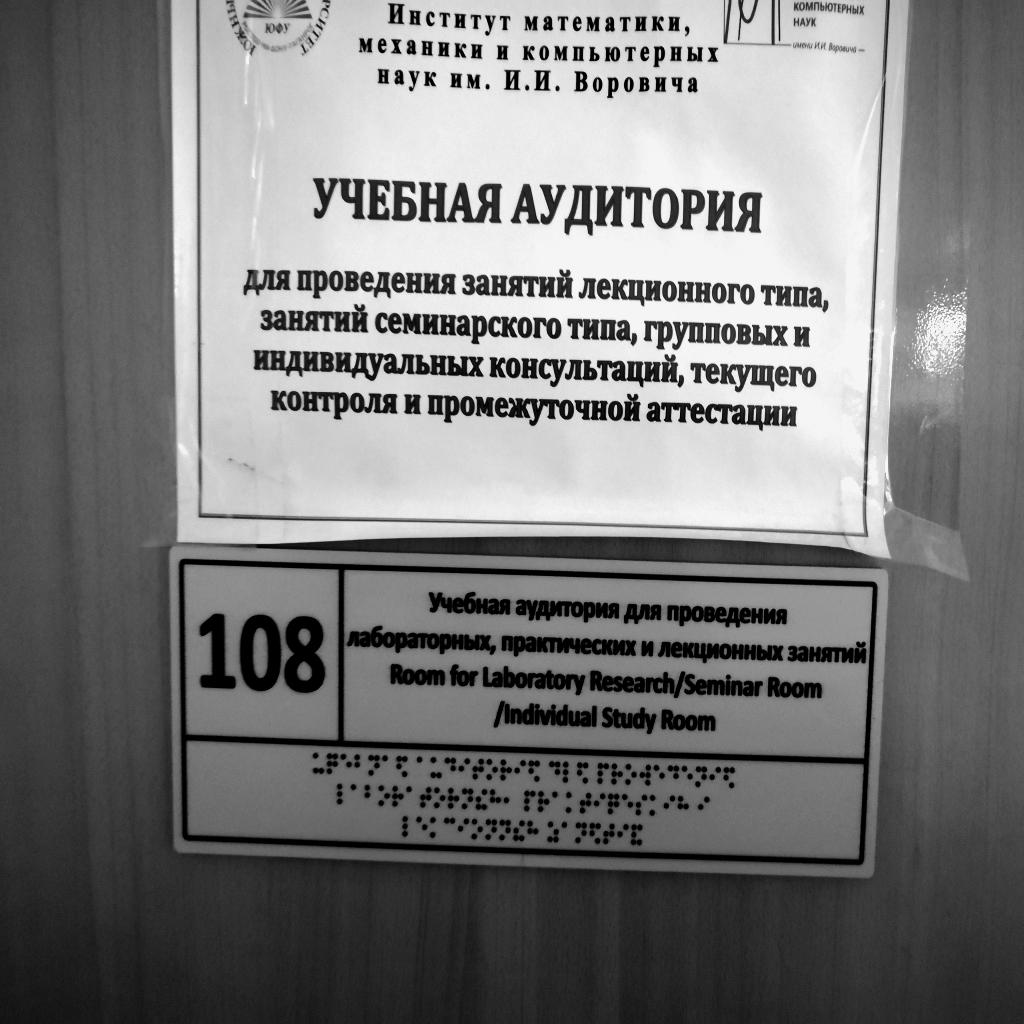 Институт математики,
механики и компьютерных
наук им. И.И. Воровича
КОМПЬЮТЕРНЫХ
НАУК
имени И.И. Воровича
ЮФУ
УЧЕБНАЯ АУДИТОРИЯ
для проведения занятий лекционного типа,
занятий семинарского типа, групповых и
индивидуальных консультаций, текущего
контроля и промежуточной аттестации
108
Учебная аудитория для проведения
лабораторных, практических и лекционных занятий
Room for Laboratory Research/Seminar Room
/Individual Study Room